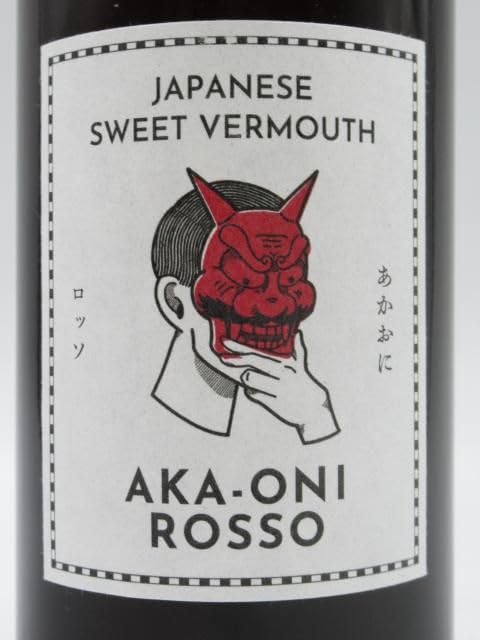 JAPANESE
SWEET VERMOUTH
あかおに
ロッソ
AKA-ONI
ROSSO